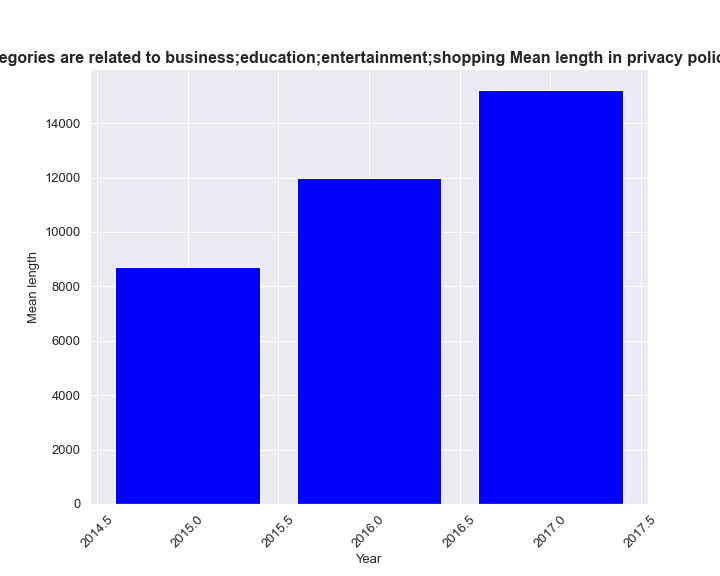 egories are related to business;education;entertainment;shopping Mean length in privacy polic
14000
12000
10000
8000
6000
4000
2000
0
Mean length
2014.5 2015.0 2015.5 2016.0 2016.5 2017.0 2017.5
Year